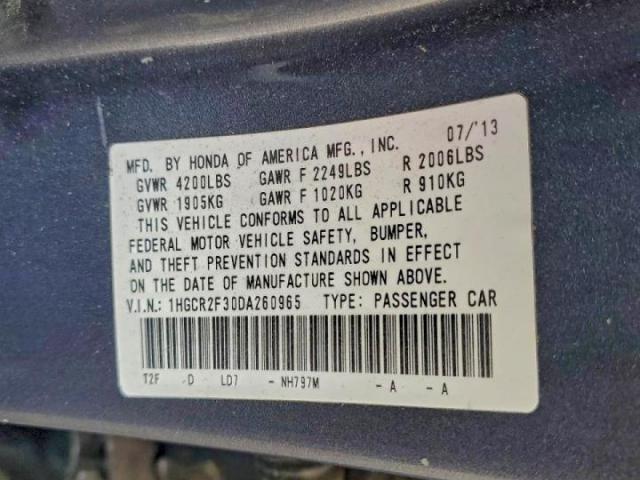 07/'13
MFD. BY HONDA OF AMERICA MFG., INC.
GVWR 4200LBS GAWR F 2249LBS R 2006LBS
GVWR 1905KG GAWR F 1020KG R 910KG
THIS VEHICLE CONFORMS TO ALL APPLICABLE
FEDERAL MOTOR VEHICLE SAFETY, BUMPER,
AND THEFT PREVENTION STANDARDS IN EFFECT
ON THE DATE OF MANUFACTURE SHOWN ABOVE.
V.I.N.: 1HGCR2F30DA260965 TYPE: PASSENGER CAR
T2F -D LD7 - NH797M - A - A